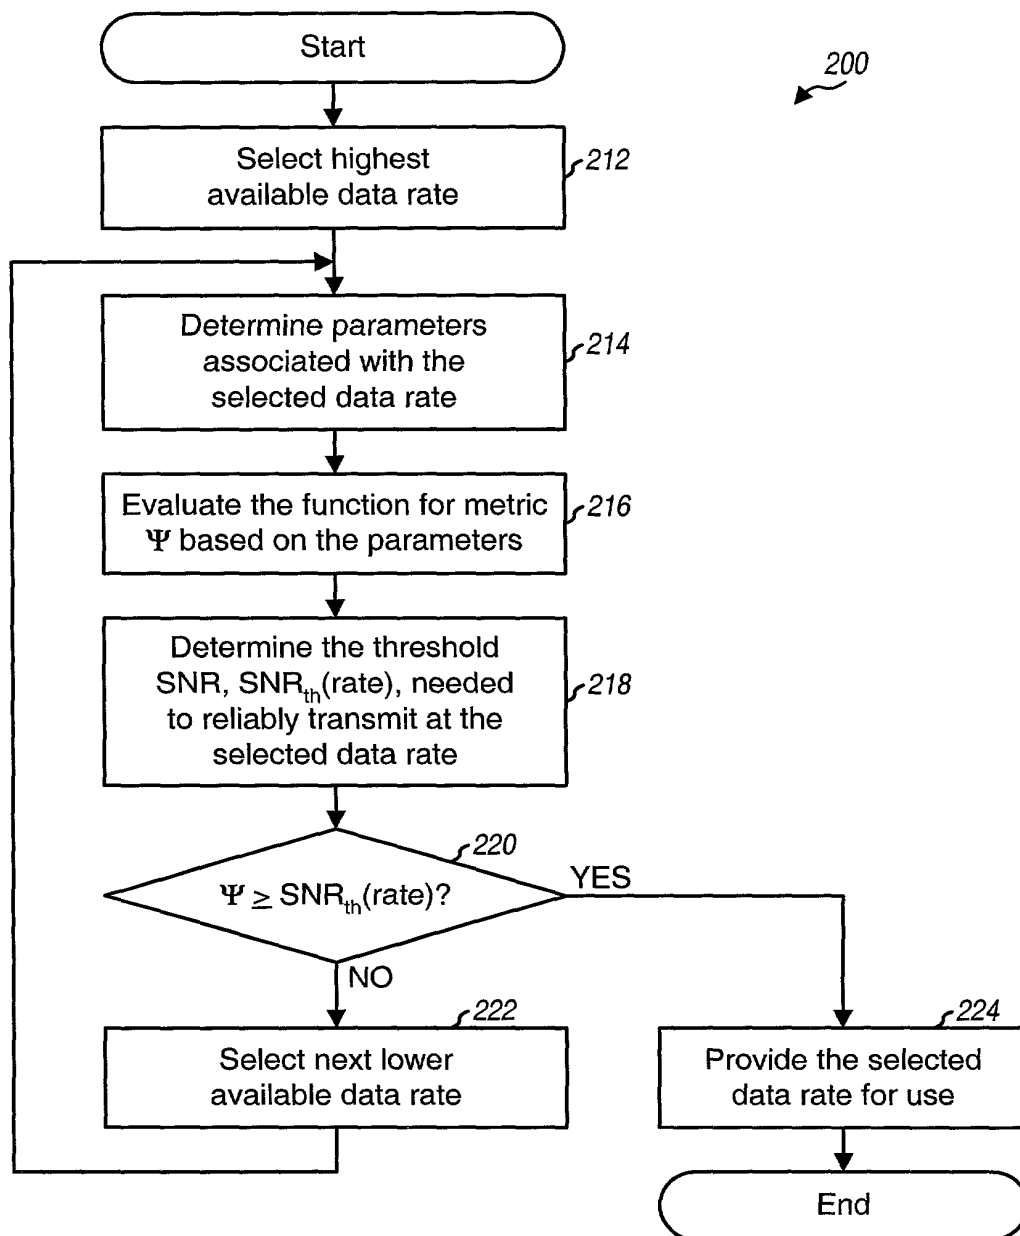 Start
200
Select highest
available data rate
212
Determine parameters
associated with the
selected data rate
214
Evaluate the function for metric
Ψ based on the parameters
216
Determine the threshold
SNR, SNRth(rate), needed
to reliably transmit at the
selected data rate
218
220
Ψ ≥ SNRth(rate)?
YES
NO
222
Select next lower
available data rate
224
Provide the selected
data rate for use
End